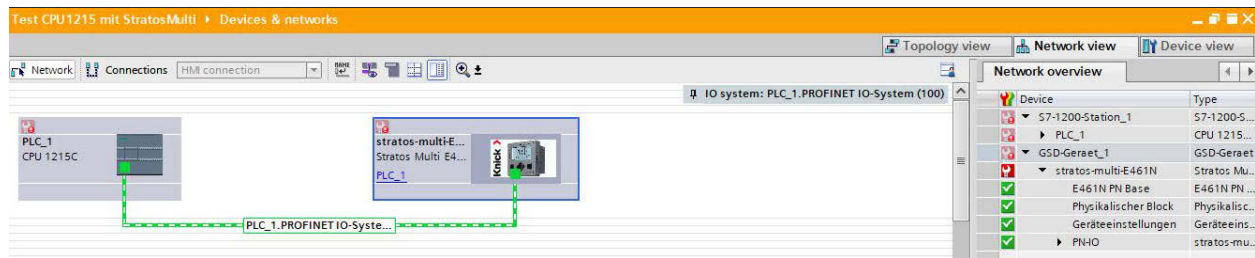 Test CPU1215 mit StratosMulti ▸ Devices & networks
Topology view Network view Device view
Network Connections HMI connection
Network overview
IO system: PLC_1.PROFINET IO-System (100)
Device Type
S7-1200-Station_1 S7-1200-S...
PLC_1 CPU 1215...
GSD-Geraet_1 GSD-Geraet
stratos-multi-E461N Stratos Mu...
E461N PN Base E461N PN ...
Physikalischer Block Physikalisc...
Geräteeinstellungen Geräteeins...
PN-IO stratos-mu...
PLC_1
CPU 1215C
stratos-multi-E...
Stratos Multi E4...
PLC_1
Knick
PLC_1.PROFINET IO-Syste...